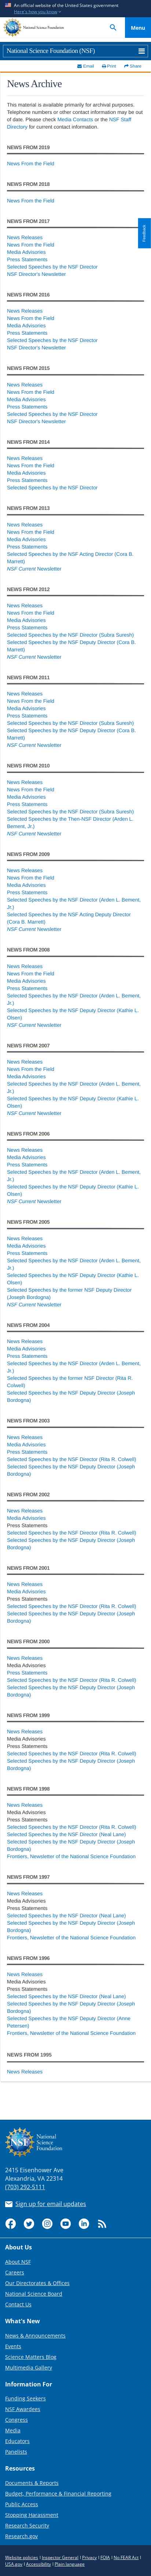 An official website of the United States government
Here's how you know
National Science Foundation
Menu
National Science Foundation (NSF)
Email
Print
Share
News Archive
This material is available primarily for archival purposes.
Telephone numbers or other contact information may be out
of date. Please check Media Contacts or the NSF Staff
Directory for current contact information.
Feedback
NEWS FROM 2019
News From the Field
NEWS FROM 2018
News From the Field
NEWS FROM 2017
News Releases
News From the Field
Media Advisories
Press Statements
Selected Speeches by the NSF Director
NSF Director's Newsletter
NEWS FROM 2016
News Releases
News From the Field
Media Advisories
Press Statements
Selected Speeches by the NSF Director
NSF Director's Newsletter
NEWS FROM 2015
News Releases
News From the Field
Media Advisories
Press Statements
Selected Speeches by the NSF Director
NSF Director's Newsletter
NEWS FROM 2014
News Releases
News From the Field
Media Advisories
Press Statements
Selected Speeches by the NSF Director
NEWS FROM 2013
News Releases
News From the Field
Media Advisories
Press Statements
Selected Speeches by the NSF Acting Director (Cora B.
Marrett)
NSF Current Newsletter
NEWS FROM 2012
News Releases
News From the Field
Media Advisories
Press Statements
Selected Speeches by the NSF Director (Subra Suresh)
Selected Speeches by the NSF Deputy Director (Cora B.
Marrett)
NSF Current Newsletter
NEWS FROM 2011
News Releases
News From the Field
Media Advisories
Press Statements
Selected Speeches by the NSF Director (Subra Suresh)
Selected Speeches by the NSF Deputy Director (Cora B.
Marrett)
NSF Current Newsletter
NEWS FROM 2010
News Releases
News From the Field
Media Advisories
Press Statements
Selected Speeches by the NSF Director (Subra Suresh)
Selected Speeches by the Then-NSF Director (Arden L.
Bement, Jr.)
NSF Current Newsletter
NEWS FROM 2009
News Releases
News From the Field
Media Advisories
Press Statements
Selected Speeches by the NSF Director (Arden L. Bement,
Jr.)
Selected Speeches by the NSF Acting Deputy Director
(Cora B. Marrett)
NSF Current Newsletter
NEWS FROM 2008
News Releases
News From the Field
Media Advisories
Press Statements
Selected Speeches by the NSF Director (Arden L. Bement,
Jr.)
Selected Speeches by the NSF Deputy Director (Kathie L.
Olsen)
NSF Current Newsletter
NEWS FROM 2007
News Releases
News From the Field
Media Advisories
Selected Speeches by the NSF Director (Arden L. Bement,
Jr.)
Selected Speeches by the NSF Deputy Director (Kathie L.
Olsen)
NSF Current Newsletter
NEWS FROM 2006
News Releases
Media Advisories
Press Statements
Selected Speeches by the NSF Director (Arden L. Bement,
Jr.)
Selected Speeches by the NSF Deputy Director (Kathie L.
Olsen)
NSF Current Newsletter
NEWS FROM 2005
News Releases
Media Advisories
Press Statements
Selected Speeches by the NSF Director (Arden L. Bement,
Jr.)
Selected Speeches by the NSF Deputy Director (Kathie L.
Olsen)
Selected Speeches by the former NSF Deputy Director
(Joseph Bordogna)
NSF Current Newsletter
NEWS FROM 2004
News Releases
Media Advisories
Press Statements
Selected Speeches by the NSF Director (Arden L. Bement,
Jr.)
Selected Speeches by the former NSF Director (Rita R.
Colwell)
Selected Speeches by the NSF Deputy Director (Joseph
Bordogna)
NEWS FROM 2003
News Releases
Media Advisories
Press Statements
Selected Speeches by the NSF Director (Rita R. Colwell)
Selected Speeches by the NSF Deputy Director (Joseph
Bordogna)
NEWS FROM 2002
News Releases
Media Advisories
Press Statements
Selected Speeches by the NSF Director (Rita R. Colwell)
Selected Speeches by the NSF Deputy Director (Joseph
Bordogna)
NEWS FROM 2001
News Releases
Media Advisories
Press Statements
Selected Speeches by the NSF Director (Rita R. Colwell)
Selected Speeches by the NSF Deputy Director (Joseph
Bordogna)
NEWS FROM 2000
News Releases
Media Advisories
Press Statements
Selected Speeches by the NSF Director (Rita R. Colwell)
Selected Speeches by the NSF Deputy Director (Joseph
Bordogna)
NEWS FROM 1999
News Releases
Media Advisories
Press Statements
Selected Speeches by the NSF Director (Rita R. Colwell)
Selected Speeches by the NSF Deputy Director (Joseph
Bordogna)
NEWS FROM 1998
News Releases
Media Advisories
Press Statements
Selected Speeches by the NSF Director (Rita R. Colwell)
Selected Speeches by the NSF Director (Neal Lane)
Selected Speeches by the NSF Deputy Director (Joseph
Bordogna)
Frontiers, Newsletter of the National Science Foundation
NEWS FROM 1997
News Releases
Media Advisories
Press Statements
Selected Speeches by the NSF Director (Neal Lane)
Selected Speeches by the NSF Deputy Director (Joseph
Bordogna)
Frontiers, Newsletter of the National Science Foundation
NEWS FROM 1996
News Releases
Media Advisories
Press Statements
Selected Speeches by the NSF Director (Neal Lane)
Selected Speeches by the NSF Deputy Director (Joseph
Bordogna)
Selected Speeches by the NSF Deputy Director (Anne
Petersen)
Frontiers, Newsletter of the National Science Foundation
NEWS FROM 1995
News Releases
NSF
National Science
Foundation
2415 Eisenhower Ave
Alexandria, VA 22314
(703) 292-5111
Sign up for email updates
About Us
About NSF
Careers
Our Directorates & Offices
National Science Board
Contact Us
What's New
News & Announcements
Events
Science Matters Blog
Multimedia Gallery
Information For
Funding Seekers
NSF Awardees
Congress
Media
Educators
Panelists
Resources
Documents & Reports
Budget, Performance & Financial Reporting
Public Access
Stopping Harassment
Research Security
Research.gov
Website policies | Inspector General | Privacy | FOIA | No FEAR Act |
USA.gov | Accessibility | Plain language